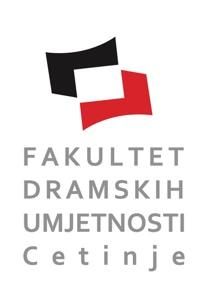 FAKULTET
DRAMSKIH
UMJETNOSTI
Cetinje